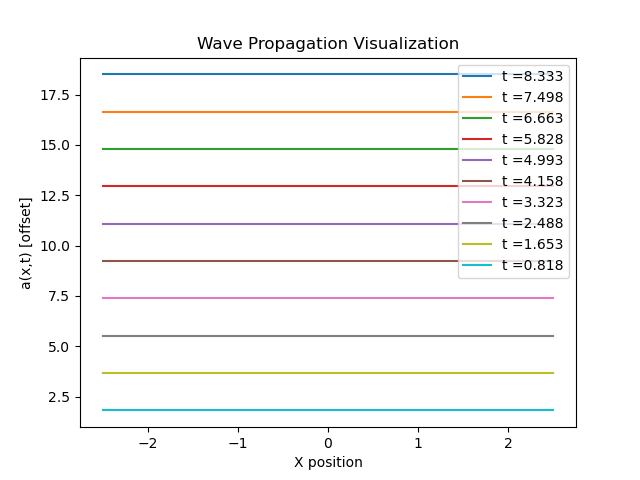 Wave Propagation Visualization
t =8.333
t =7.498
t =6.663
t =5.828
t =4.993
t =4.158
t =3.323
t =2.488
t =1.653
t =0.818
a(x,t) [offset]
17.5
15.0
12.5
10.0
7.5
5.0
2.5
−2 −1 0 1 2
X position